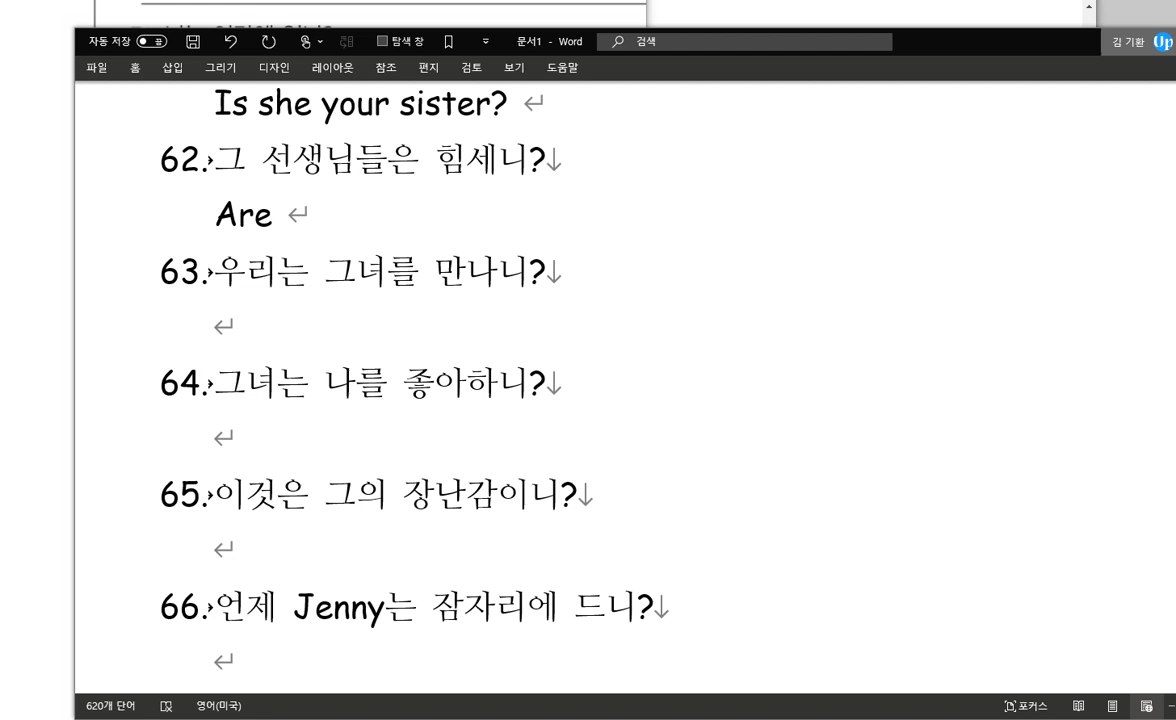 자동 저장
탐색 창
문서1 - Word
검색
김 기환
Up
파일 홈 삽입 그리기 디자인 레이아웃 참조 편지 검토 보기 도움말
Is she your sister?
62. 그 선생님들은 힘세니?
Are
63. 우리는 그녀를 만나니?
64. 그녀는 나를 좋아하니?
65. 이것은 그의 장난감이니?
66. 언제 Jenny는 잠자리에 드니?
620개 단어 영어(미국) 포커스